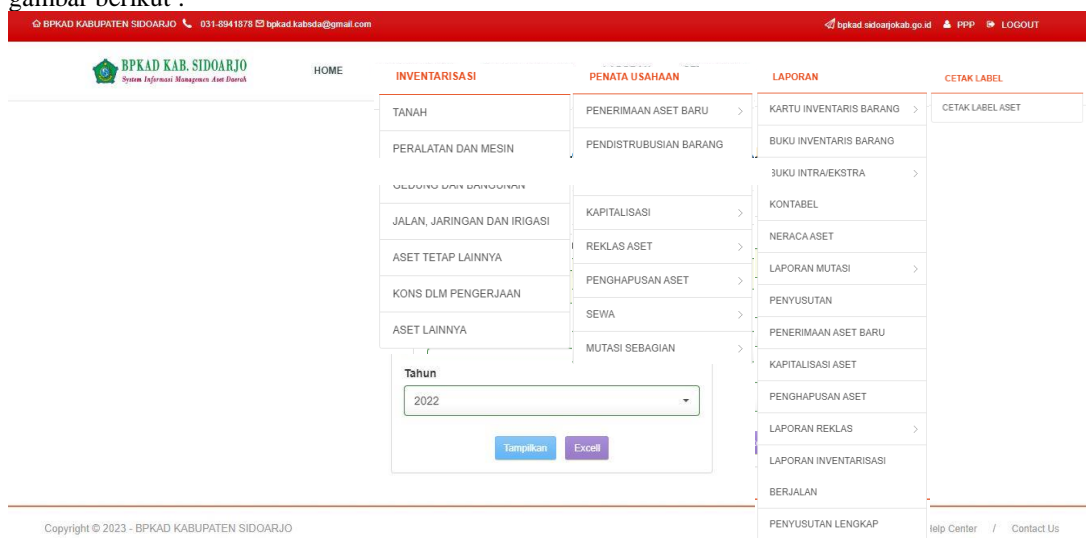 gambar berikut :
BPKAD KABUPATEN SIDOARJO 031-8941878 bpkad.kabsda@gmail.com bpkad.sidoarjokab.go.id PPP LOGOUT
BPKAD KAB. SIDOARJO
System Informasi Managemen Aset Daerah
HOME
INVENTARISASI
TANAH
PERALATAN DAN MESIN
GEDUNG DAN BANGUNAN
JALAN, JARINGAN DAN IRIGASI
ASET TETAP LAINNYA
KONS DLM PENGERJAAN
ASET LAINNYA
PENATA USAHAAN
PENERIMAAN ASET BARU
PENDISTRUBUSIAN BARANG
KAPITALISASI
REKLAS ASET
PENGHAPUSAN ASET
SEWA
MUTASI SEBAGIAN
LAPORAN
KARTU INVENTARIS BARANG
BUKU INVENTARIS BARANG
BUKU INTRA/EKSTRA
KONTABEL
NERACA ASET
LAPORAN MUTASI
PENYUSUTAN
PENERIMAAN ASET BARU
KAPITALISASI ASET
PENGHAPUSAN ASET
LAPORAN REKLAS
LAPORAN INVENTARISASI
BERJALAN
PENYUSUTAN LENGKAP
CETAK LABEL
CETAK LABEL ASET
Tahun
2022
Tampilkan Excell
Copyright © 2023 - BPKAD KABUPATEN SIDOARJO
Help Center / Contact Us